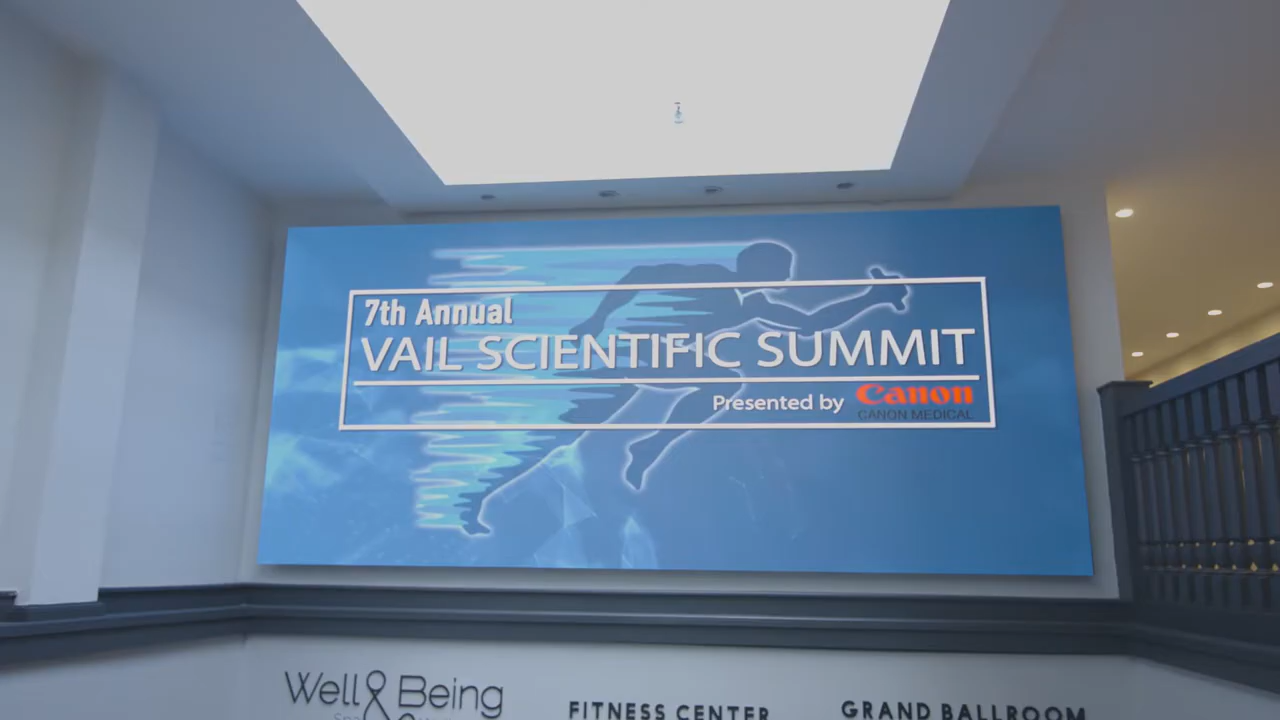 7th Annual
VAIL SCIENTIFIC SUMMIT
Presented by Canon
CANON MEDICAL
Well & Being
FITNESS CENTER
GRAND BALLROOM